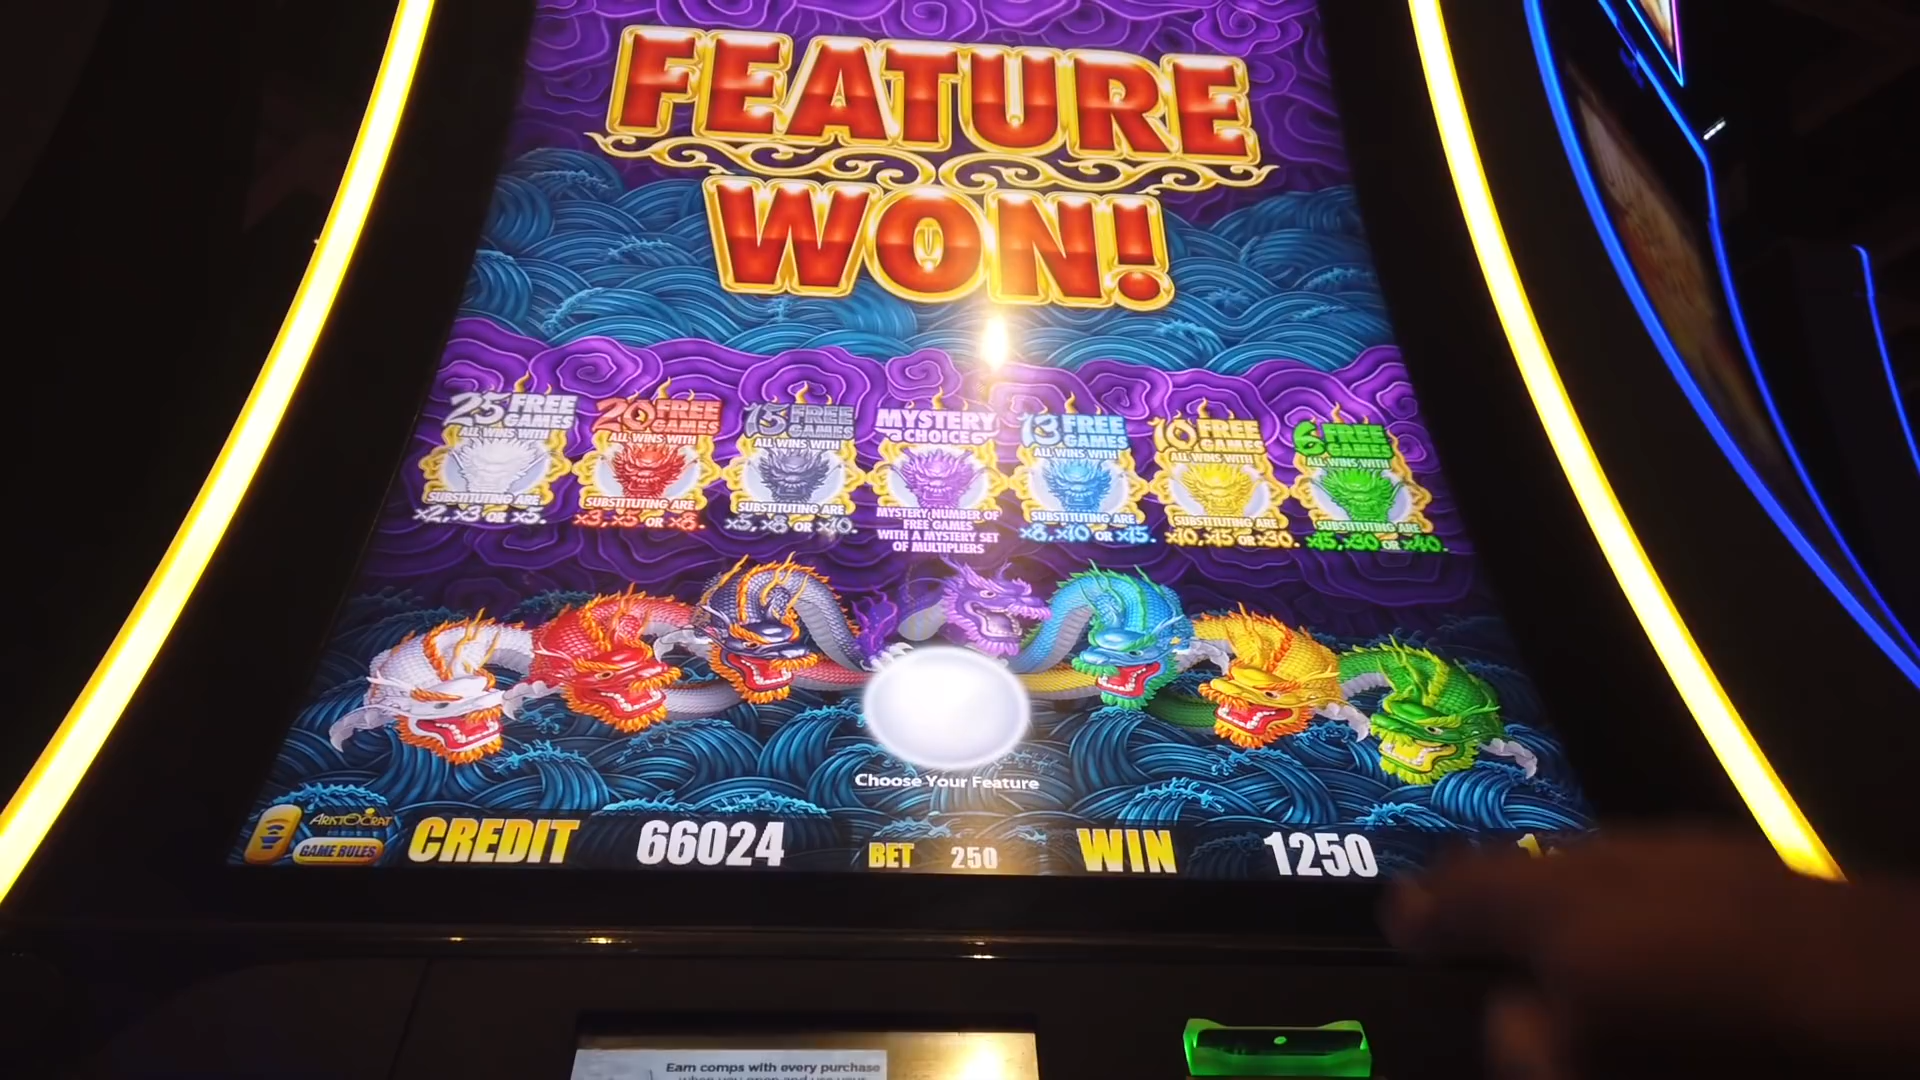 FEATURE
WON!
25 FREE GAMES
ALL WINS WITH
SUBSTITUTING ARE
x2, x3 OR x5.
20 FREE GAMES
ALL WINS WITH
SUBSTITUTING ARE
x3, x5 OR x8.
15 FREE GAMES
ALL WINS WITH
SUBSTITUTING ARE
x5, x8 OR x10.
MYSTERY
CHOICE
MYSTERY NUMBER OF
FREE GAMES
WITH A MYSTERY SET
OF MULTIPLIERS
13 FREE GAMES
ALL WINS WITH
SUBSTITUTING ARE
x8, x10 OR x15.
10 FREE GAMES
ALL WINS WITH
SUBSTITUTING ARE
x10, x15 OR x30.
6 FREE GAMES
ALL WINS WITH
SUBSTITUTING ARE
x15, x30 OR x40.
Choose Your Feature
ARISTOCRAT
GAME RULES
CREDIT 66024 BET 250 WIN 1250
Earn comps with every purchase